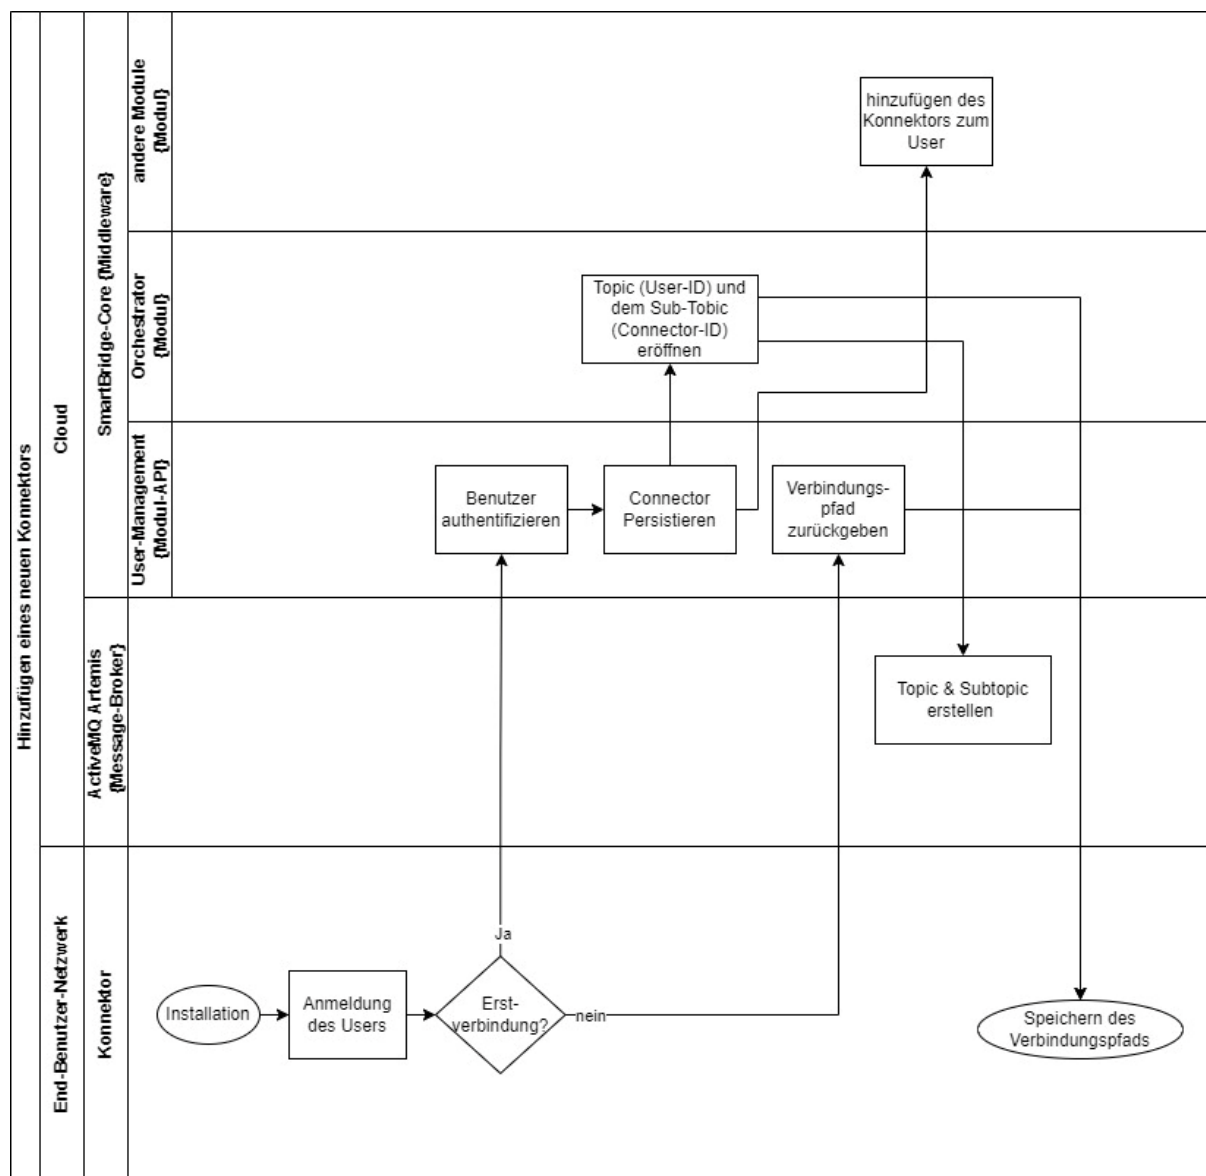 Hinzufügen eines neuen Konnektors
Cloud
SmartBridge-Core {Middleware}
andere Module
{Modul}
hinzufügen des
Konnektors zum
User
Orchestrator
{Modul}
Topic (User-ID) und
dem Sub-Tobic
(Connector-ID)
eröffnen
User-Management
{Modul-API}
Benutzer
authentifizieren
Connector
Persistieren
Verbindungs-
pfad
zurückgeben
ActiveMQ Artemis
{Message-Broker}
Topic & Subtopic
erstellen
End-Benutzer-Netzwerk
Konnektor
Installation
Anmeldung
des Users
Erst-
verbindung?
Ja
nein
Speichern des
Verbindungspfads